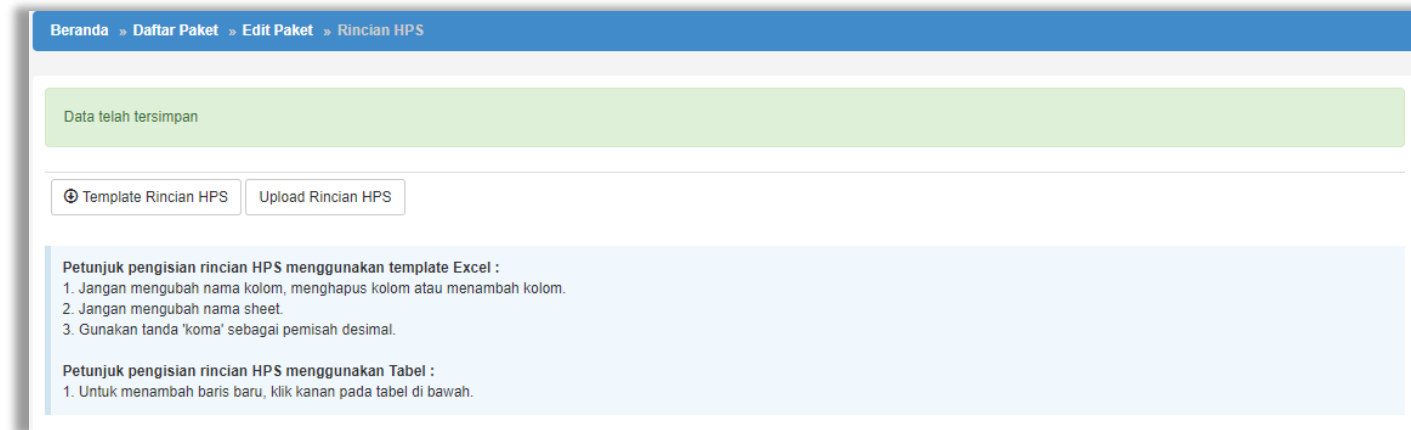 Beranda » Daftar Paket » Edit Paket » Rincian HPS
Data telah tersimpan
Template Rincian HPS Upload Rincian HPS
Petunjuk pengisian rincian HPS menggunakan template Excel :
1. Jangan mengubah nama kolom, menghapus kolom atau menambah kolom.
2. Jangan mengubah nama sheet.
3. Gunakan tanda 'koma' sebagai pemisah desimal.
Petunjuk pengisian rincian HPS menggunakan Tabel :
1. Untuk menambah baris baru, klik kanan pada tabel di bawah.